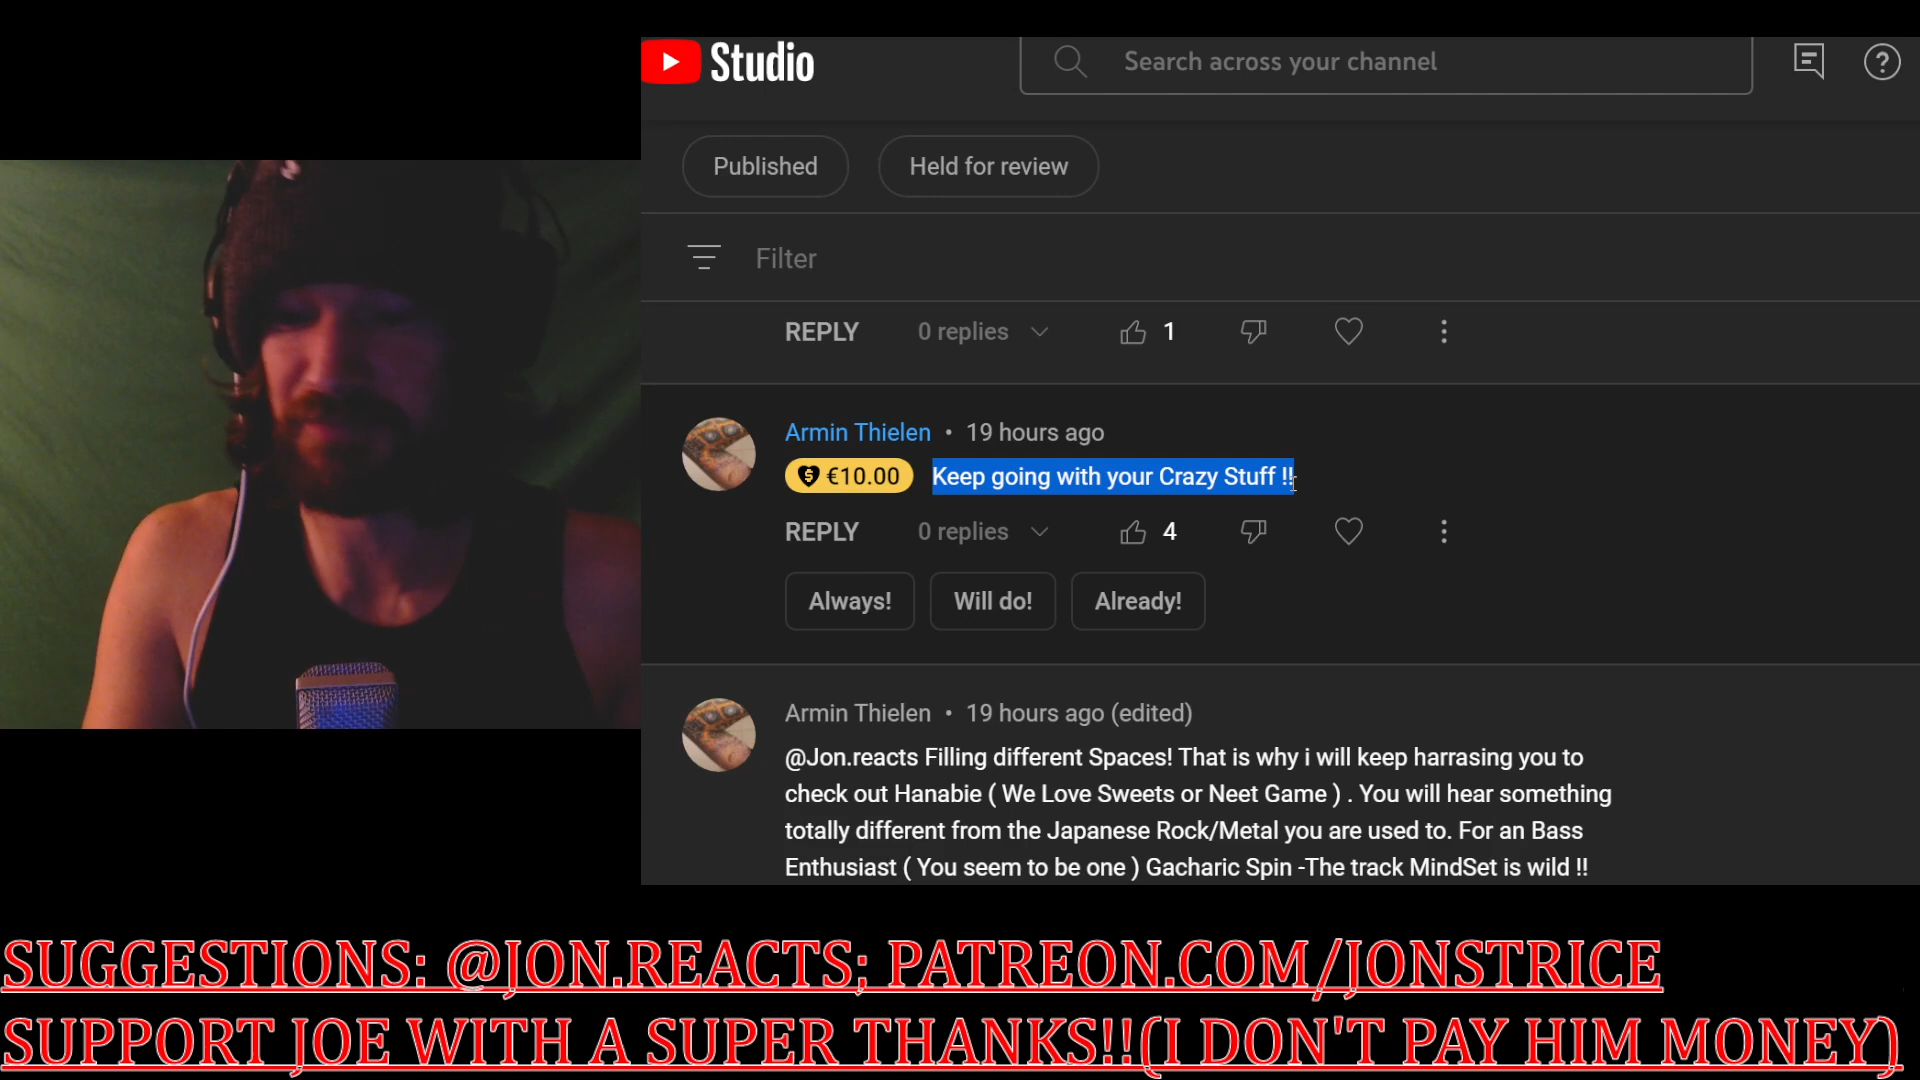 Studio
Search across your channel
Published
Held for review
Filter
REPLY 0 replies 1
Armin Thielen • 19 hours ago
€10.00 Keep going with your Crazy Stuff !!
REPLY 0 replies 4
Always! Will do! Already!
Armin Thielen • 19 hours ago (edited)
@Jon.reacts Filling different Spaces! That is why i will keep harrasing you to
check out Hanabie ( We Love Sweets or Neet Game ) . You will hear something
totally different from the Japanese Rock/Metal you are used to. For an Bass
Enthusiast ( You seem to be one ) Gacharic Spin -The track MindSet is wild !!
SUGGESTIONS: @JON.REACTS; PATREON.COM/JONSTRICE
SUPPORT JOE WITH A SUPER THANKS!!(I DON'T PAY HIM MONEY)